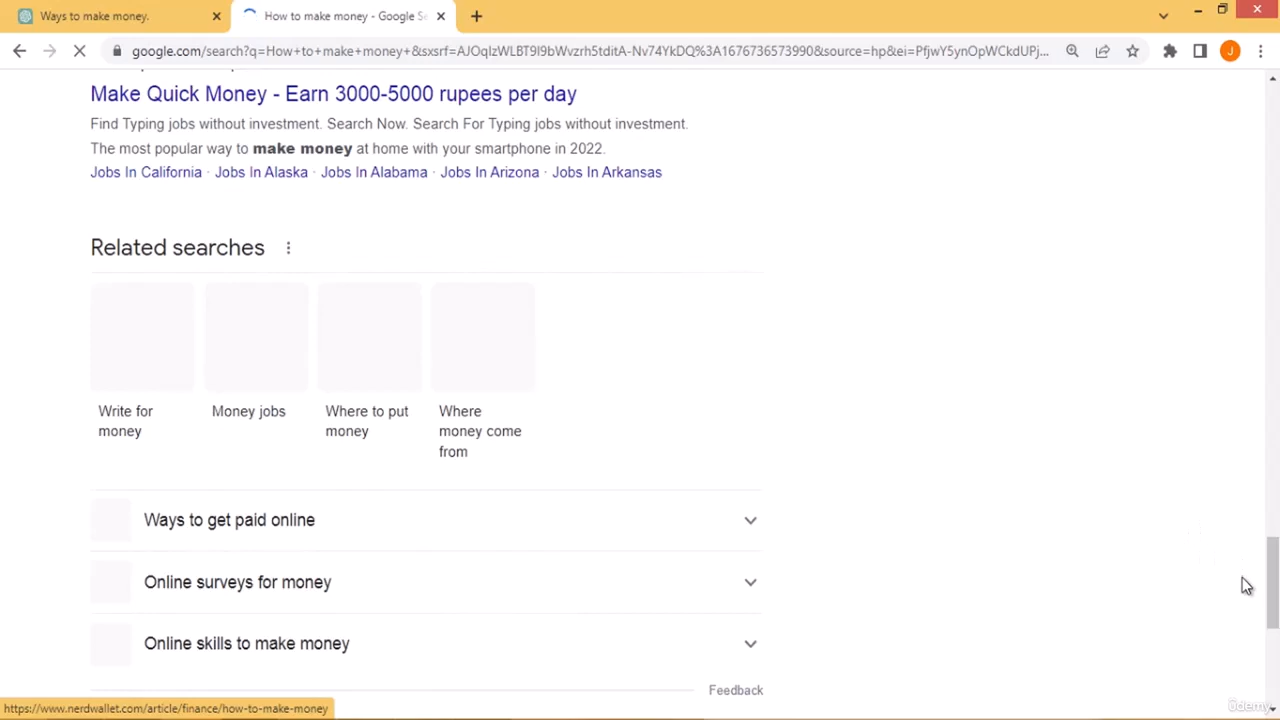 Ways to make money.
How to make money - Google Se
google.com/search?q=How+to+make+money+&sxsrf=AJOqlzWLBT9I9bWvzrh5tditA-Nv74YkDQ%3A1676736573990&source=hp&ei=PfjwY5ynOpWCkdUPj...
J
Make Quick Money - Earn 3000-5000 rupees per day
Find Typing jobs without investment. Search Now. Search For Typing jobs without investment.
The most popular way to make money at home with your smartphone in 2022.
Jobs In California · Jobs In Alaska · Jobs In Alabama · Jobs In Arizona · Jobs In Arkansas
Related searches
Write for
money
Money jobs
Where to put
money
Where
money come
from
Ways to get paid online
Online surveys for money
Online skills to make money
Feedback
https://www.nerdwallet.com/article/finance/how-to-make-money
ûdemy